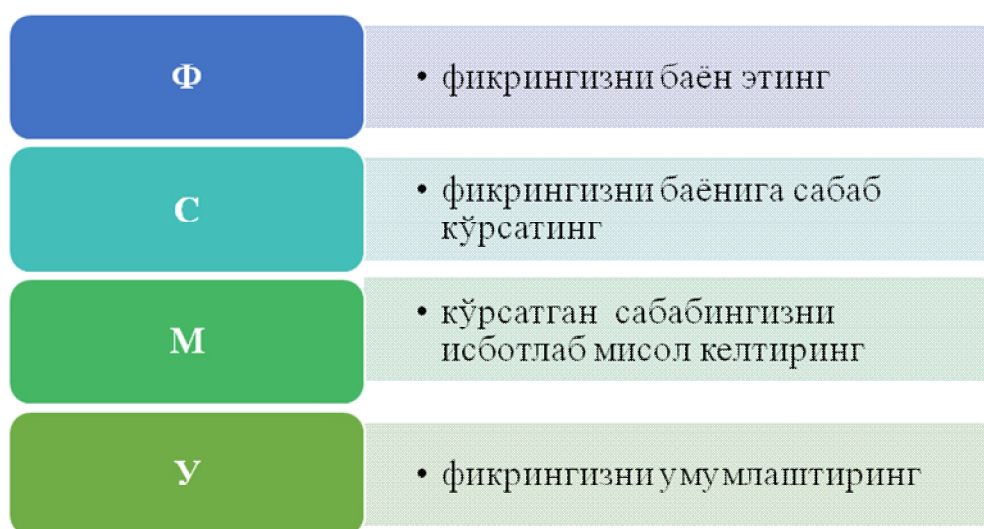 Ф
• фикрингизни баён этинг
С
• фикрингизни баёнига сабаб
кўрсатинг
М
• кўрсатган сабабингизни
исботлаб мисол келтиринг
У
• фикрингизни умумлаштиринг